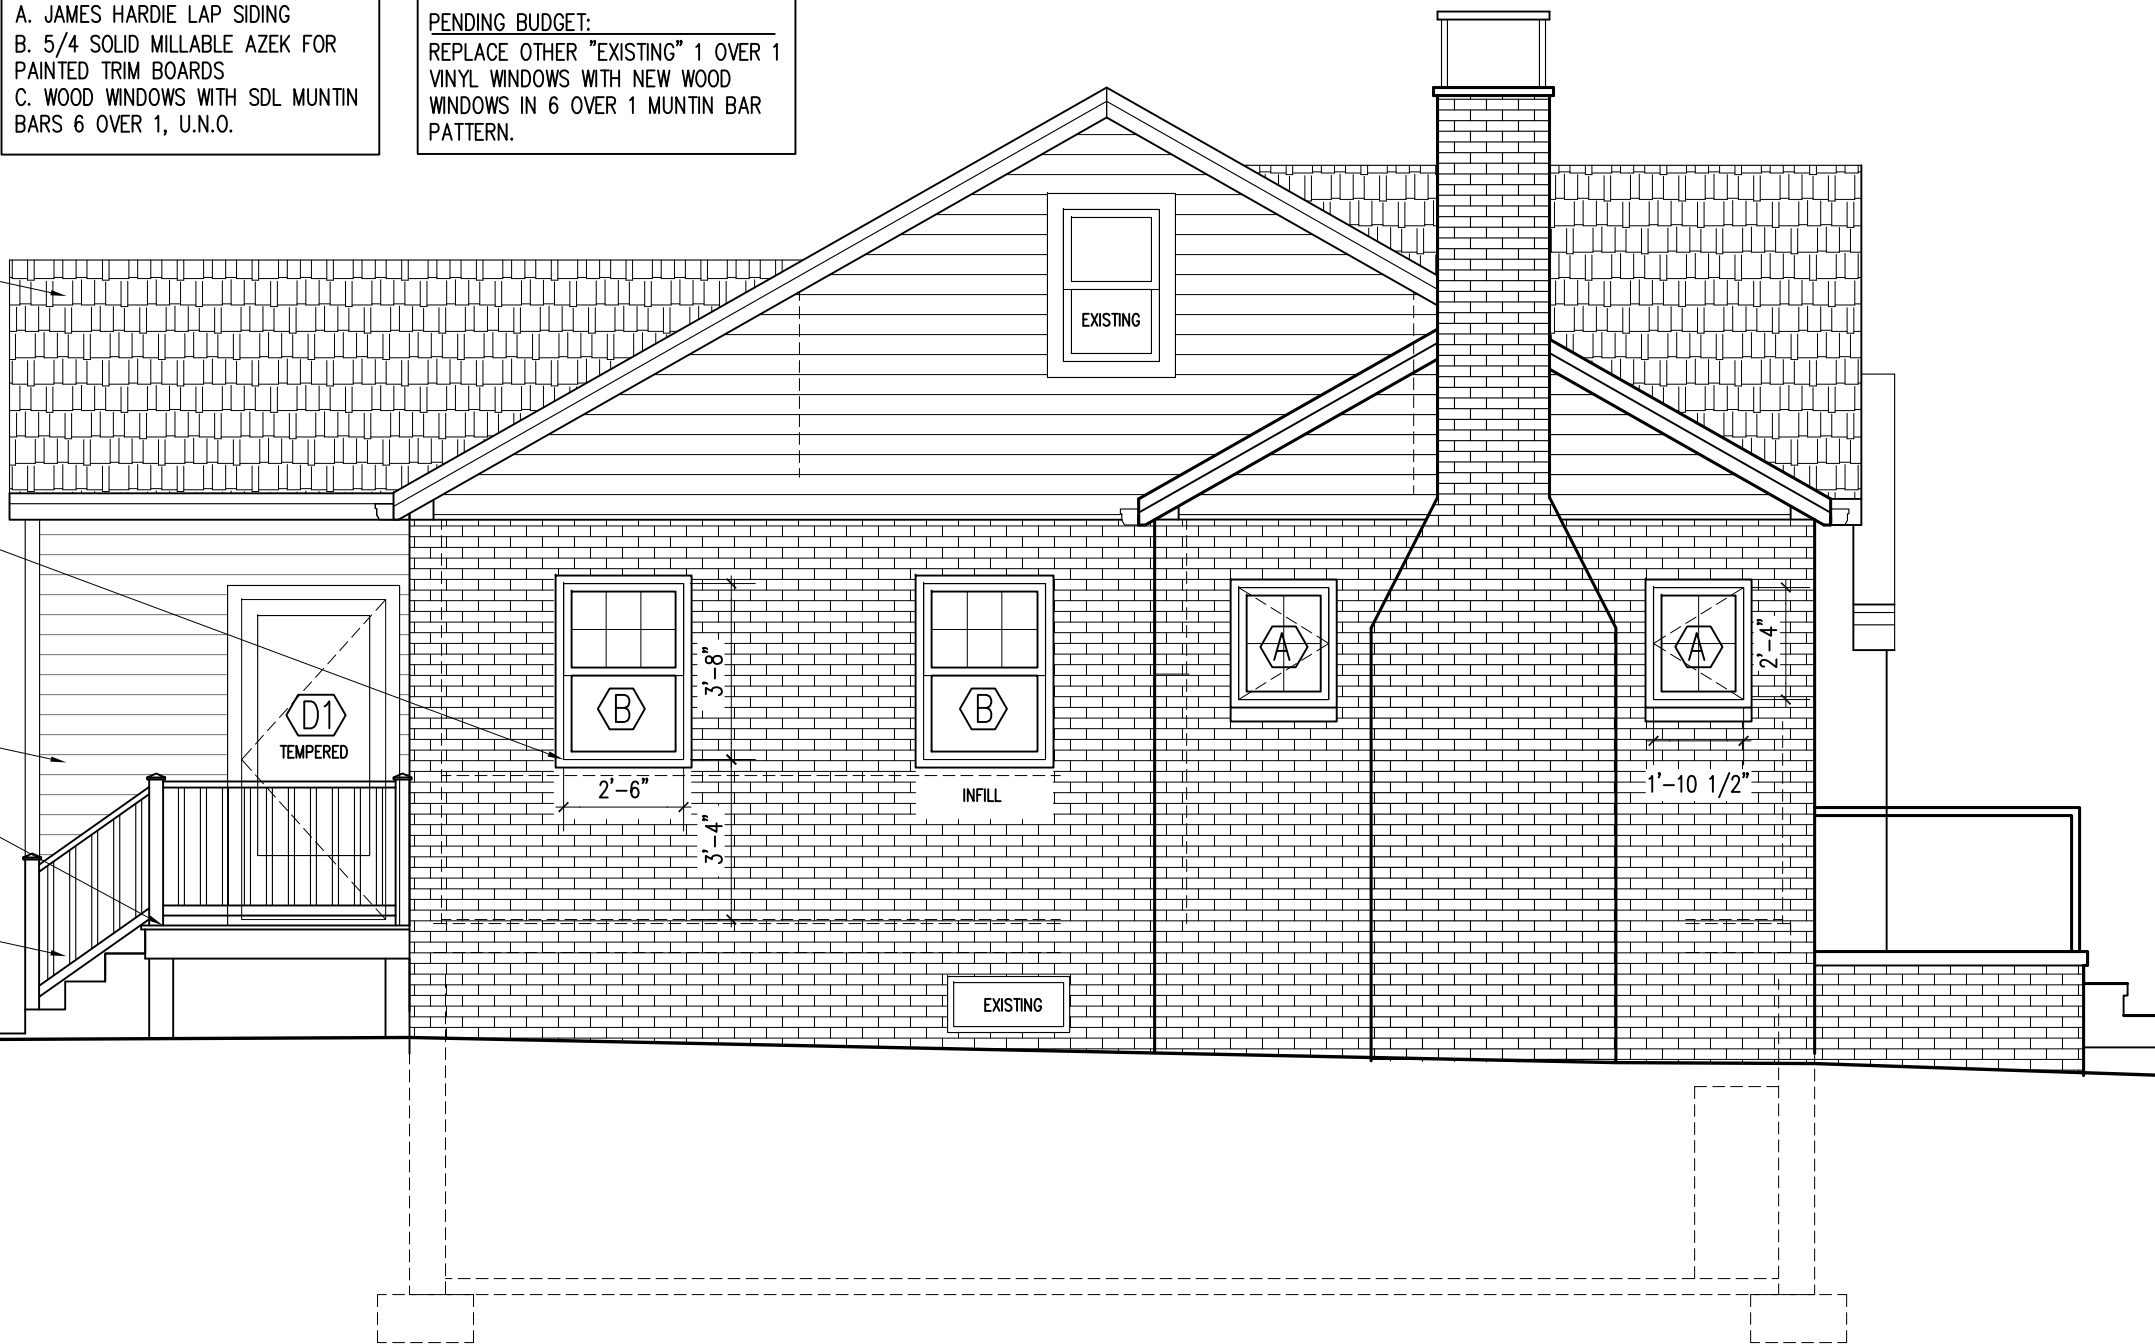 A. JAMES HARDIE LAP SIDING
B. 5/4 SOLID MILLABLE AZEK FOR
PAINTED TRIM BOARDS
C. WOOD WINDOWS WITH SDL MUNTIN
BARS 6 OVER 1, U.N.O.
PENDING BUDGET:
REPLACE OTHER "EXISTING" 1 OVER 1
VINYL WINDOWS WITH NEW WOOD
WINDOWS IN 6 OVER 1 MUNTIN BAR
PATTERN.
EXISTING
D1
TEMPERED
B
3'-8"
2'-6"
3'-4"
B
INFILL
A
A
2'-4"
1'-10 1/2"
EXISTING